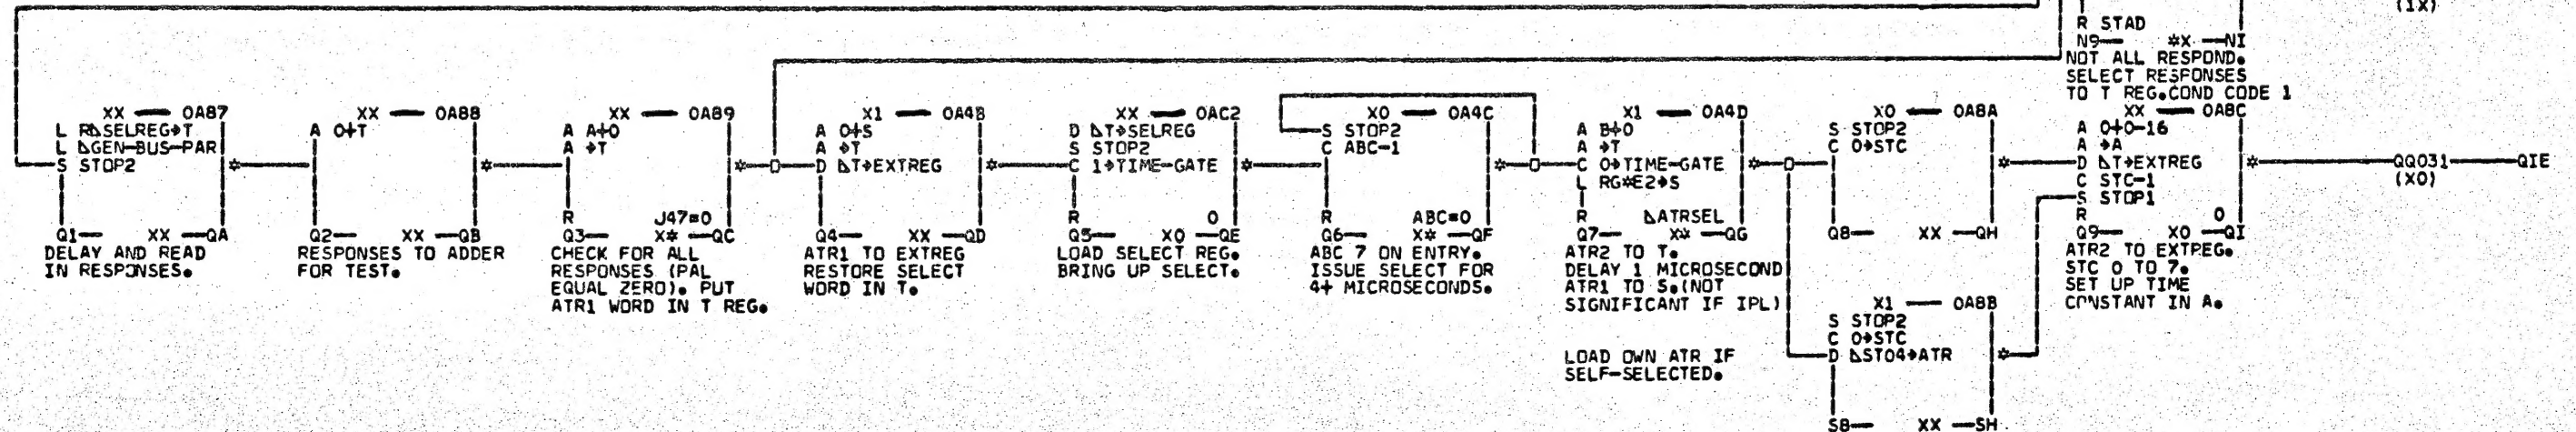 (1X)
R STAD
N9— *X —NI
NOT ALL RESPOND.
SELECT RESPONSES
TO T REG.COND CODE 1
XX — 0A87
L R∆SELREG→T
L ∆GEN-BUS-PAR
S STOP2
Q1— XX —QA
DELAY AND READ
IN RESPONSES.
XX — 0A88
A 0+T
Q2— XX —QB
RESPONSES TO ADDER
FOR TEST.
XX — 0A89
A A+0
A →T
R J47=0
Q3— X* —QC
CHECK FOR ALL
RESPONSES (PAL
EQUAL ZERO). PUT
ATR1 WORD IN T REG.
X1 — 0A4B
A 0+S
A →T
D ∆T→EXTREG
Q4— XX —QD
ATR1 TO EXTREG
RESTORE SELECT
WORD IN T.
XX — 0AC2
D ∆T→SELREG
S STOP2
C 1→TIME-GATE
R 0
Q5— X0 —QE
LOAD SELECT REG.
BRING UP SELECT.
X0 — 0A4C
S STOP2
C ABC-1
R ABC=0
Q6— X* —QF
ABC 7 ON ENTRY.
ISSUE SELECT FOR
4+ MICROSECONDS.
X1 — 0A4D
A B+0
A →T
C 0→TIME-GATE
L RG*E2→S
R ∆ATRSEL
Q7— X* —QG
ATR2 TO T.
DELAY 1 MICROSECOND
ATR1 TO S.(NOT
SIGNIFICANT IF IPL)
LOAD OWN ATR IF
SELF-SELECTED.
X0 — 0A8A
S STOP2
C 0→STC
Q8— XX —QH
X1 — 0A8B
S STOP2
C 0→STC
D ∆ST04→ATR
S8— XX —SH
XX — 0A8C
A 0+0-16
A →A
D ∆T→EXTREG
C STC-1
S STOP1
R 0
Q9— X0 —QI
ATR2 TO EXTREG.
STC 0 TO 7.
SET UP TIME
CONSTANT IN A.
QQ031 — QIE
(X0)